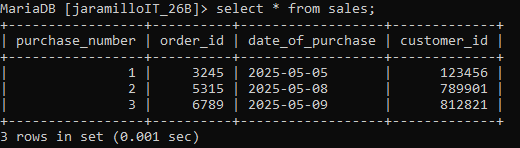 MariaDB [jaramilloIT_26B]> select * from sales;
+-----------------+----------+------------------+-------------+
| purchase_number | order_id | date_of_purchase | customer_id |
+-----------------+----------+------------------+-------------+
|               1 |     3245 | 2025-05-05       |      123456 |
|               2 |     5315 | 2025-05-08       |      789901 |
|               3 |     6789 | 2025-05-09       |      812821 |
+-----------------+----------+------------------+-------------+
3 rows in set (0.001 sec)